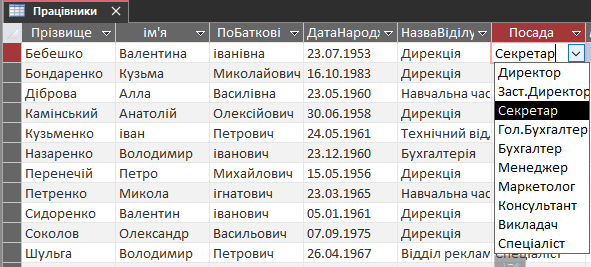 Працівники
Прізвище ім'я ПоБаткові ДатаНарод НазваВідділу Посада
Бебешко Валентина іванівна 23.07.1953 Дирекція Секретар
Бондаренко Кузьма Миколайович 16.10.1983 Дирекція Директор
Діброва Алла Василівна 23.05.1960 Навчальна час Заст.Директор
Камінський Анатолій Олексійович 30.06.1958 Дирекція Секретар
Кузьменко іван Петрович 24.05.1961 Технічний від Гол.Бухгалтер
Назаренко Володимир іванович 23.12.1960 Бухгалтерія Бухгалтер
Перенечій Петро Михайлович 15.05.1956 Дирекція Менеджер
Петренко Микола ігнатович 23.03.1965 Навчальна час Маркетолог
Сидоренко Валентин іванович 05.01.1961 Дирекція Консультант
Соколов Олександр Васильович 07.09.1975 Дирекція Викладач
Шульга Володимир Петрович 26.04.1967 Відділ реклам Спеціаліст